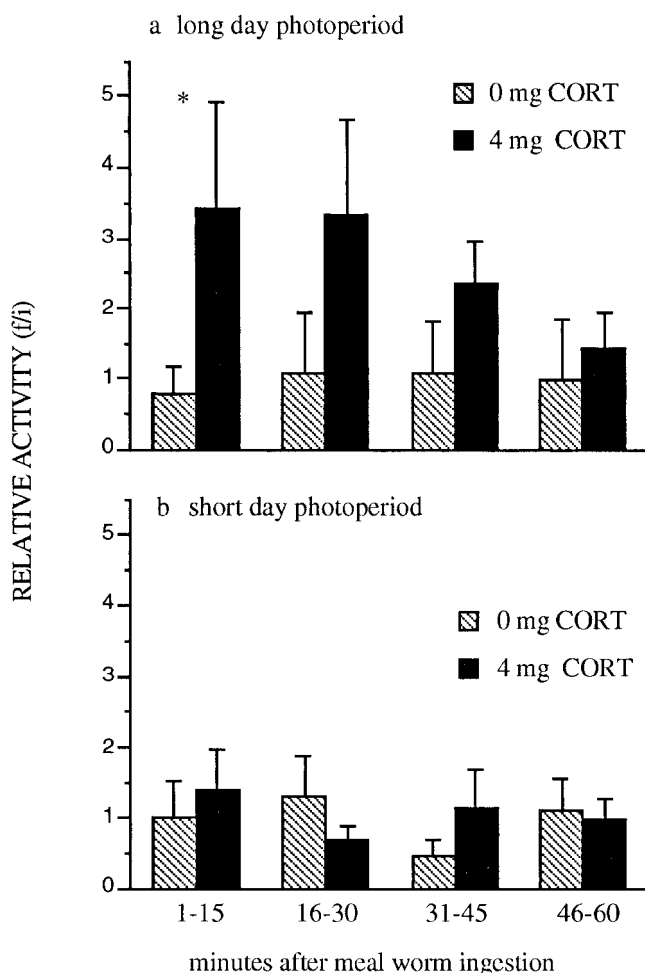 a long day photoperiod
5
4
3
2
1
0
*
0 mg CORT
4 mg CORT
RELATIVE ACTIVITY (f/i)
b short day photoperiod
5
4
3
2
1
0
0 mg CORT
4 mg CORT
1-15 16-30 31-45 46-60
minutes after meal worm ingestion